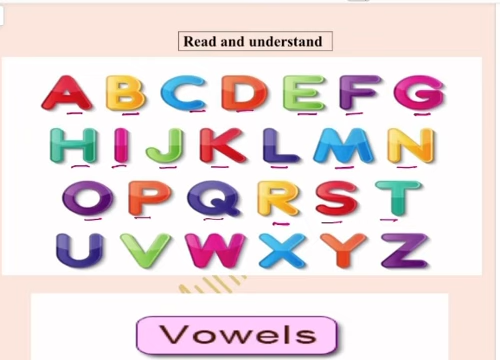 Read and understand
A B C D E F G
H I J K L M N
O P Q R S T
U V W X Y Z
Vowels